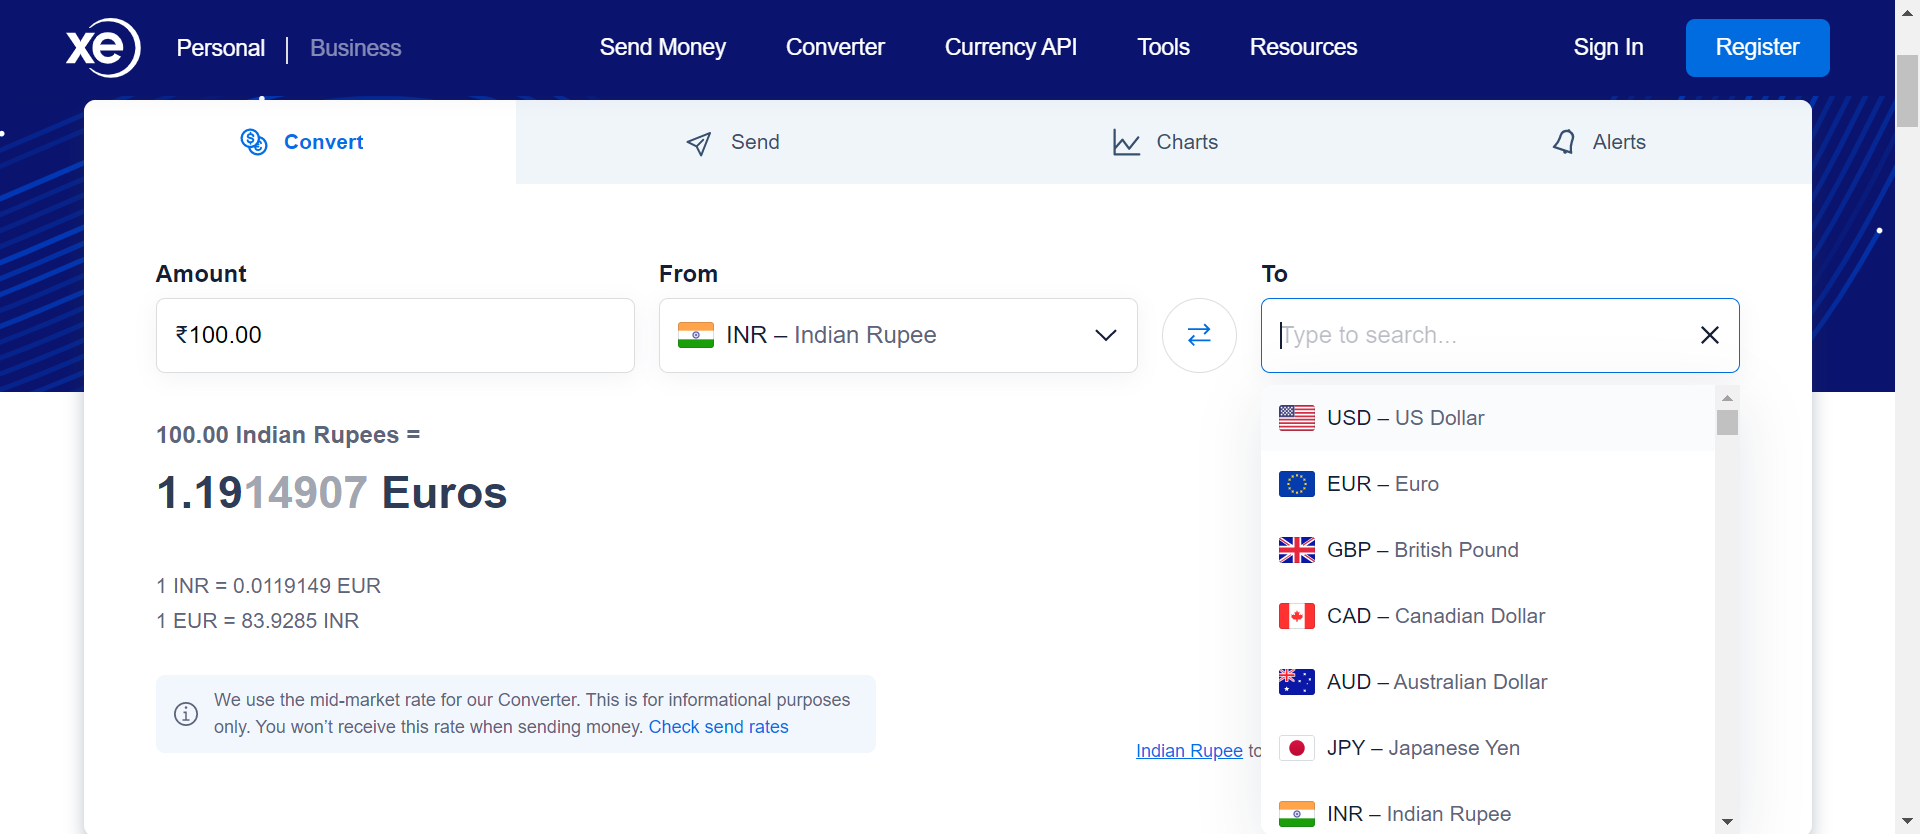 xe Personal | Business Send Money Converter Currency API Tools Resources Sign In Register
Convert Send Charts Alerts
Amount From To
₹100.00 INR – Indian Rupee Type to search...
100.00 Indian Rupees =
1.1914907 Euros
1 INR = 0.0119149 EUR
1 EUR = 83.9285 INR
We use the mid-market rate for our Converter. This is for informational purposes
only. You won’t receive this rate when sending money. Check send rates
Indian Rupee to
USD – US Dollar
EUR – Euro
GBP – British Pound
CAD – Canadian Dollar
AUD – Australian Dollar
JPY – Japanese Yen
INR – Indian Rupee